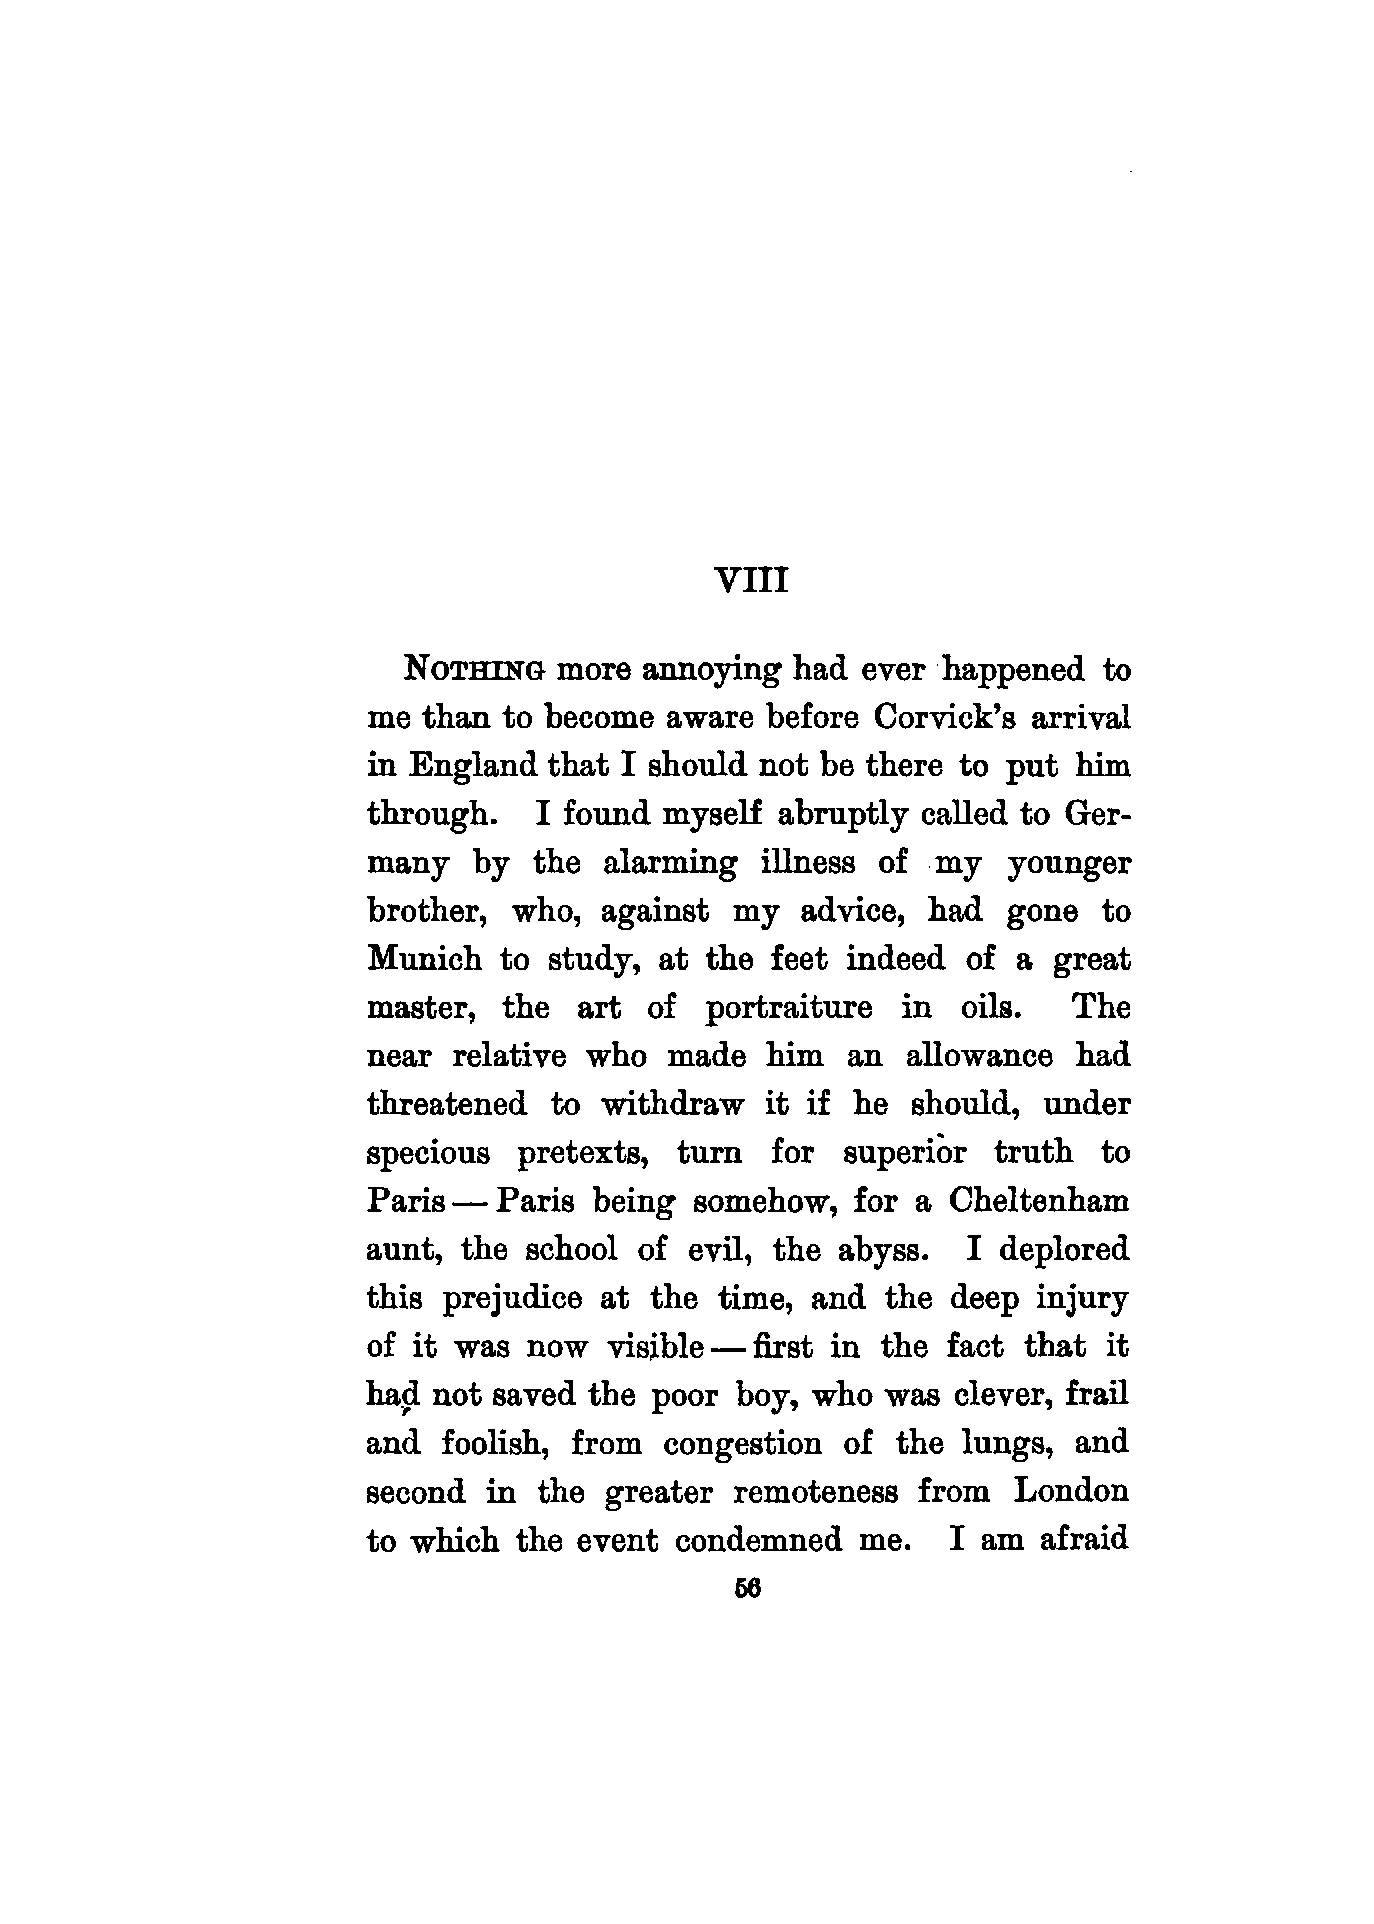 VIII
Nothing more annoying had ever happened to
me than to become aware before Corvick's arrival
in England that I should not be there to put him
through. I found myself abruptly called to Ger-
many by the alarming illness of my younger
brother, who, against my advice, had gone to
Munich to study, at the feet indeed of a great
master, the art of portraiture in oils. The
near relative who made him an allowance had
threatened to withdraw it if he should, under
specious pretexts, turn for superior truth to
Paris — Paris being somehow, for a Cheltenham
aunt, the school of evil, the abyss. I deplored
this prejudice at the time, and the deep injury
of it was now visible — first in the fact that it
had not saved the poor boy, who was clever, frail
and foolish, from congestion of the lungs, and
second in the greater remoteness from London
to which the event condemned me. I am afraid
56